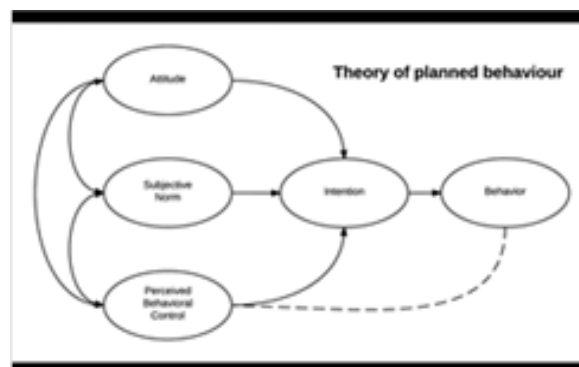 Theory of planned behaviour
Attitude
Subjective
Norm
Intention
Behavior
Perceived
Behavioral
Control